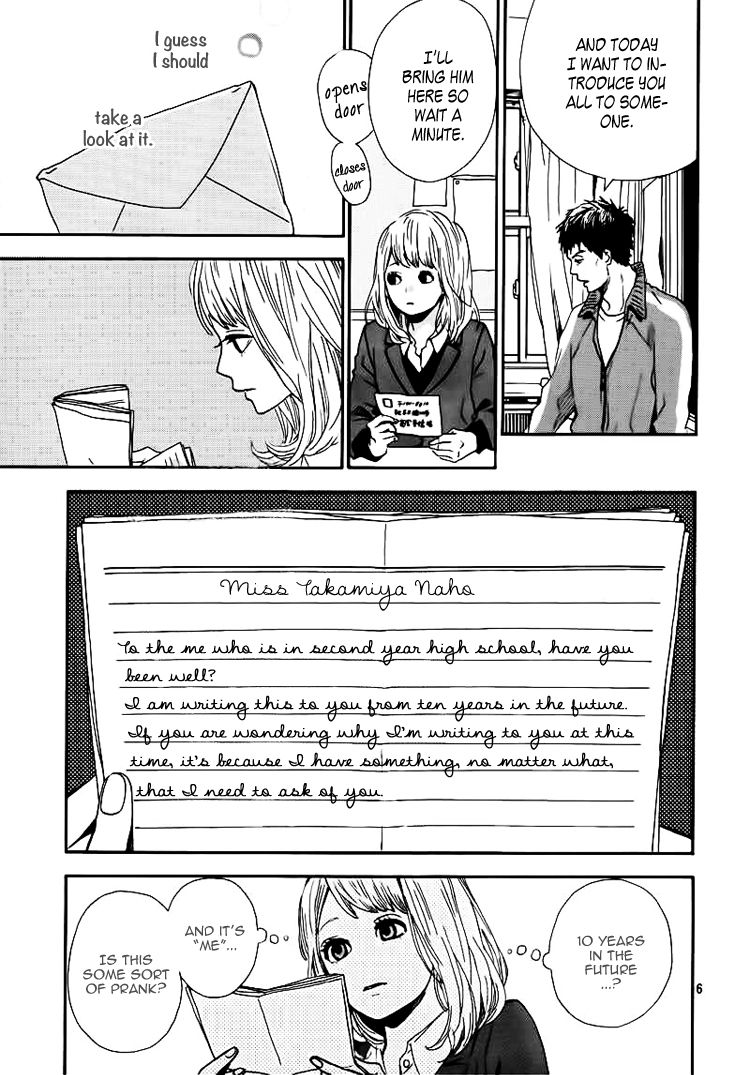 AND TODAY
I WANT TO IN-
TRODUCE YOU
ALL TO SOME-
ONE.
I'LL
BRING HIM
HERE SO
WAIT A
MINUTE.
opens
door
closes
door
I guess
I should
take a
look at it.
Miss Takamiya Naho
To the me who is in second year high school, have you
been well?
I am writing this to you from ten years in the future.
If you are wondering why I'm writing to you at this
time, it's because I have something, no matter what,
that I need to ask of you.
10 YEARS
IN THE
FUTURE
...?
AND IT'S
"ME"...
IS THIS
SOME SORT
OF PRANK?
6